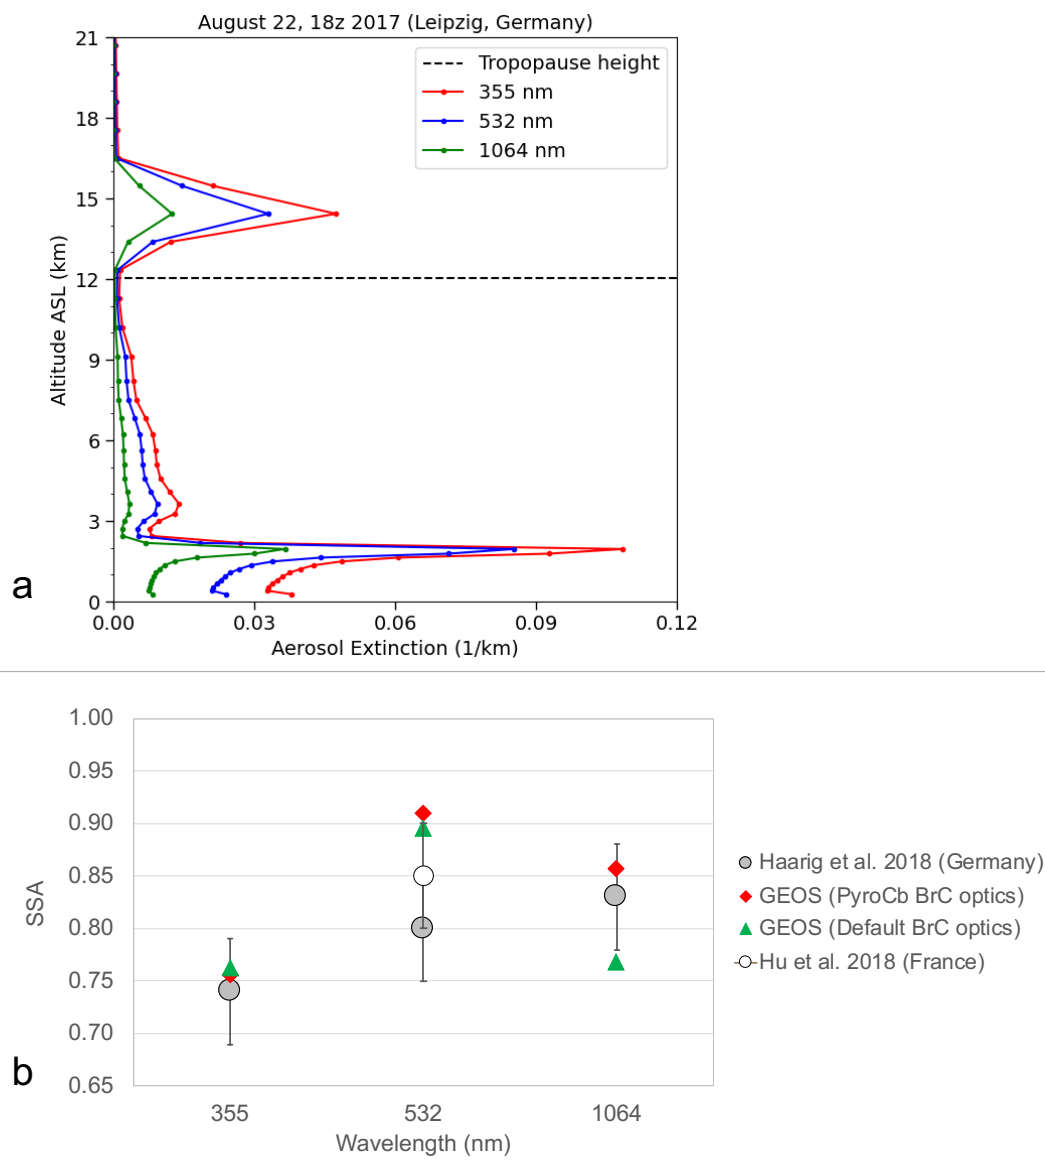 August 22, 18z 2017 (Leipzig, Germany)
21
18
15
12
9
6
3
0
Altitude ASL (km)
Tropopause height
355 nm
532 nm
1064 nm
0.00 0.03 0.06 0.09 0.12
Aerosol Extinction (1/km)
a
1.00
0.95
0.90
0.85
0.80
0.75
0.70
0.65
SSA
355 532 1064
Wavelength (nm)
Haarig et al. 2018 (Germany)
GEOS (PyroCb BrC optics)
GEOS (Default BrC optics)
Hu et al. 2018 (France)
b